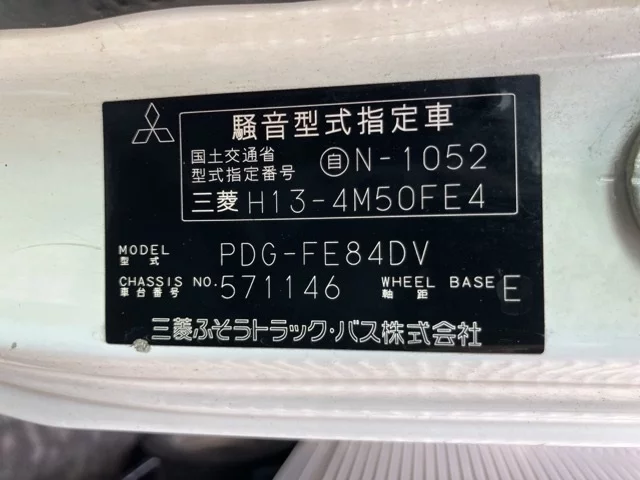 騒音型式指定車
国土交通省
型式指定番号 自N-1052
三菱 H13-4M50FE4
MODEL
型式 PDG-FE84DV
CHASSIS NO. 571146 WHEEL BASE E
車台番号 軸距
三菱ふそうトラック・バス株式会社